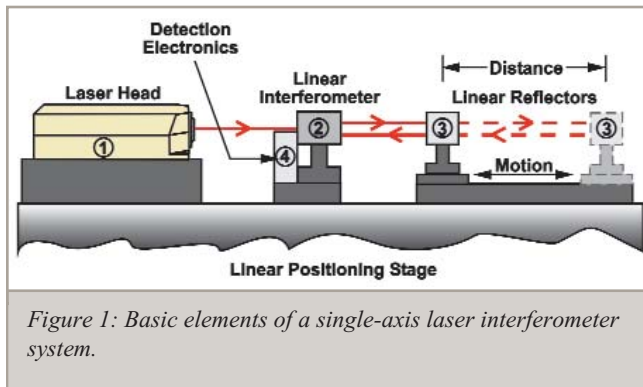 Detection
Electronics
Distance
Laser Head
Linear
Interferometer
Linear Reflectors
①
②
③
③
④
Motion
Linear Positioning Stage
Figure 1: Basic elements of a single-axis laser interferometer
system.